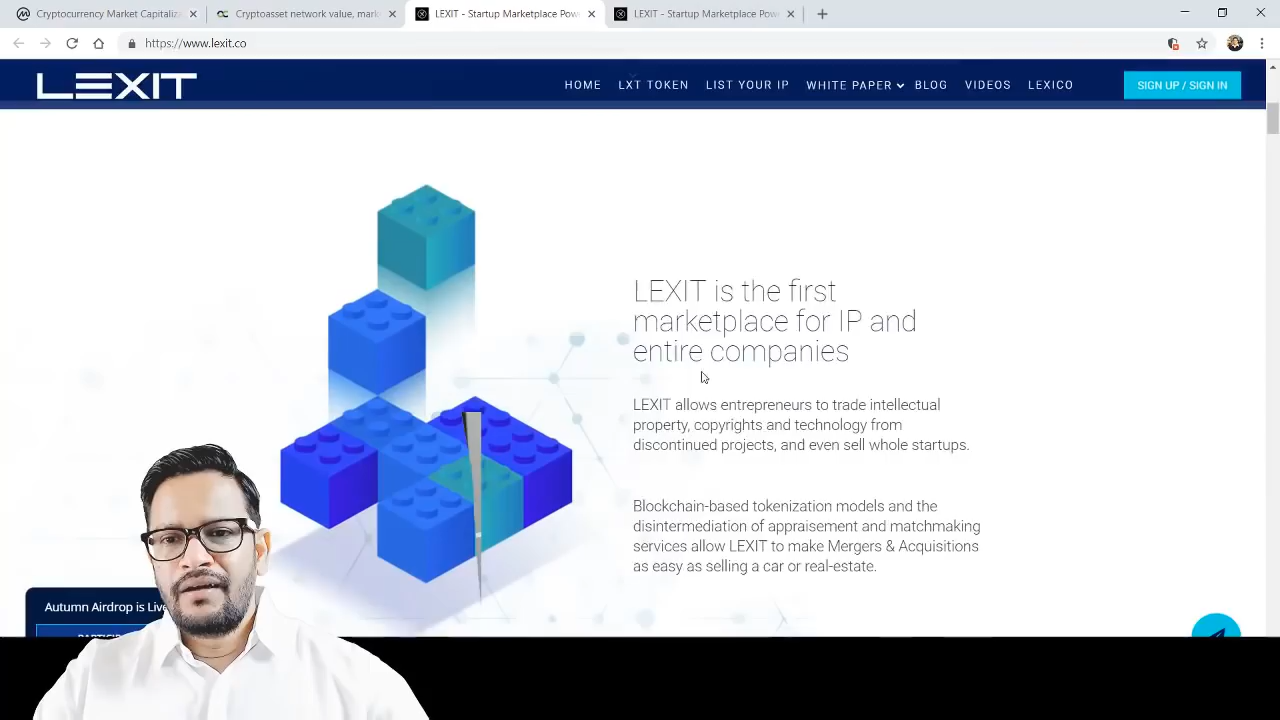 Cryptocurrency Market Capitaliz
Cryptoasset network value, mark
LEXIT - Startup Marketplace Pow
LEXIT - Startup Marketplace Pow
https://www.lexit.co
LEXIT
HOME
LXT TOKEN
LIST YOUR IP
WHITE PAPER
BLOG
VIDEOS
LEXICO
SIGN UP / SIGN IN
LEXIT is the first
marketplace for IP and
entire companies
LEXIT allows entrepreneurs to trade intellectual
property, copyrights and technology from
discontinued projects, and even sell whole startups.
Blockchain-based tokenization models and the
disintermediation of appraisement and matchmaking
services allow LEXIT to make Mergers & Acquisitions
as easy as selling a car or real-estate.
Autumn Airdrop is Live